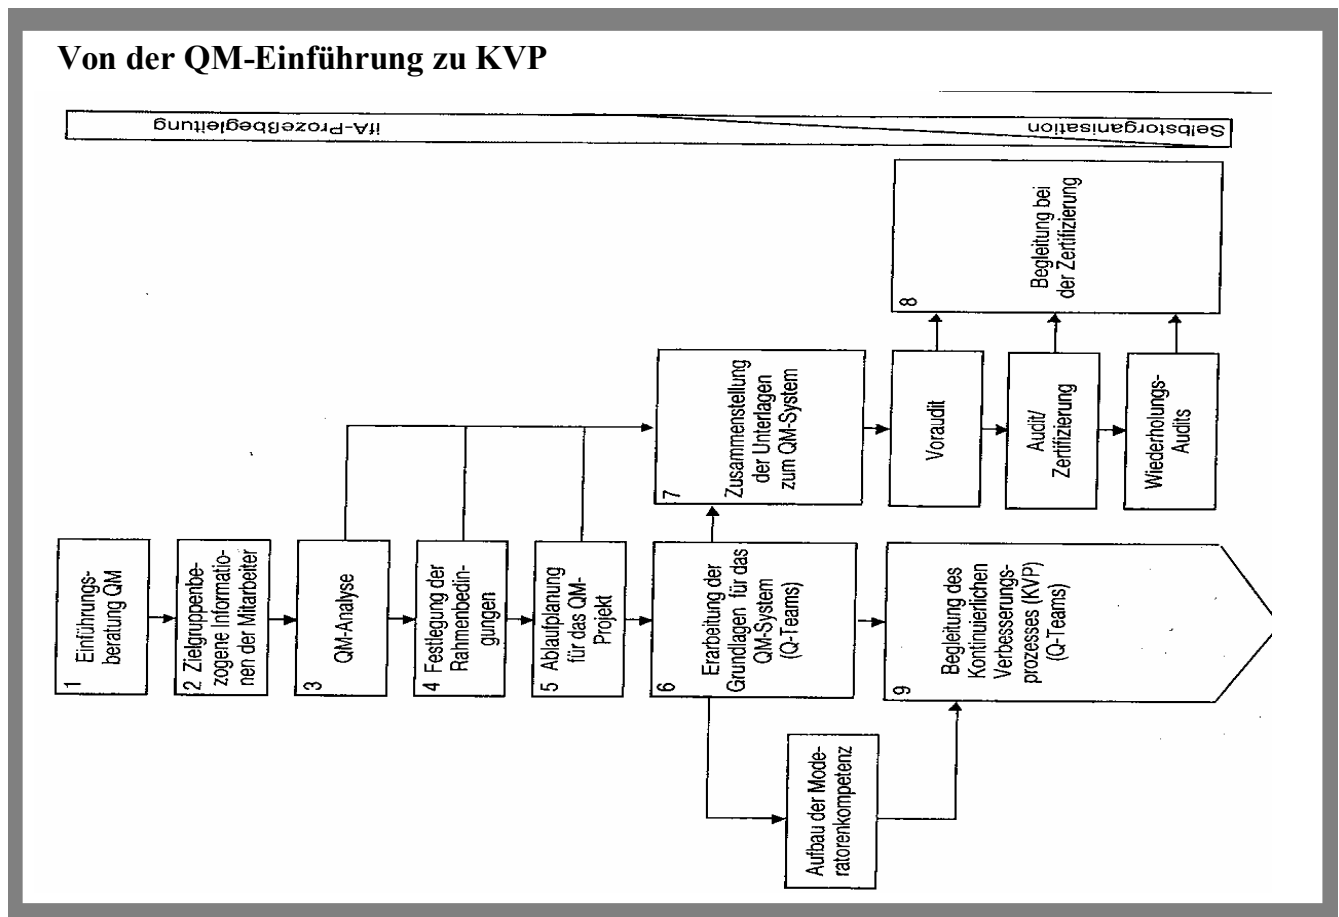 Von der QM-Einführung zu KVP
ifA-Prozeßbegleitung
Selbstorganisation
1
Einführungs-
beratung QM
2 Zielgruppenbe-
zogene Informatio-
nen der Mitarbeiter
3
QM-Analyse
4 Festlegung der
Rahmenbedin-
gungen
5 Ablaufplanung
für das QM-
Projekt
6
Erarbeitung der
Grundlagen für das
QM-System
(Q-Teams)
7
Zusammenstellung
der Unterlagen
zum QM-System
Voraudit
Audit/
Zertifizierung
Wiederholungs-
Audits
8
Begleitung bei
der Zertifizierung
9
Begleitung des
Kontinuierlichen
Verbesserungs-
prozesses (KVP)
(Q-Teams)
Aufbau der Mode-
ratorenkompetenz